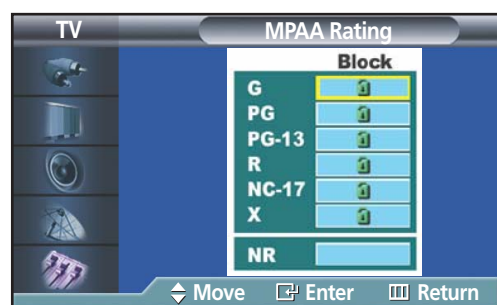 TV MPAA Rating
Block
G
PG
PG-13
R
NC-17
X
NR
Move Enter Return